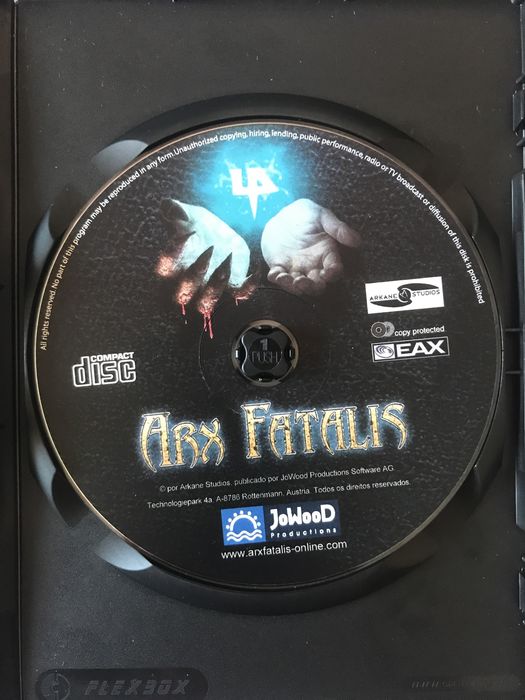 All rights reserved. No part of this program may be reproduced in any form. Unauthorized copying, hiring, lending, public performance, radio or TV broadcast or diffusion of this disk is prohibited
ARKANE STUDIOS
copy protected
EAX
COMPACT
disc
1
PUSH
ARX FATALIS
© por Arkane Studios. publicado por JoWood Productions Software AG
Technologiepark 4a. A-8786 Rottenmann, Austria. Todos os direitos reservados.
JoWooD
Productions
www.arxfatalis-online.com
FLEXBOX